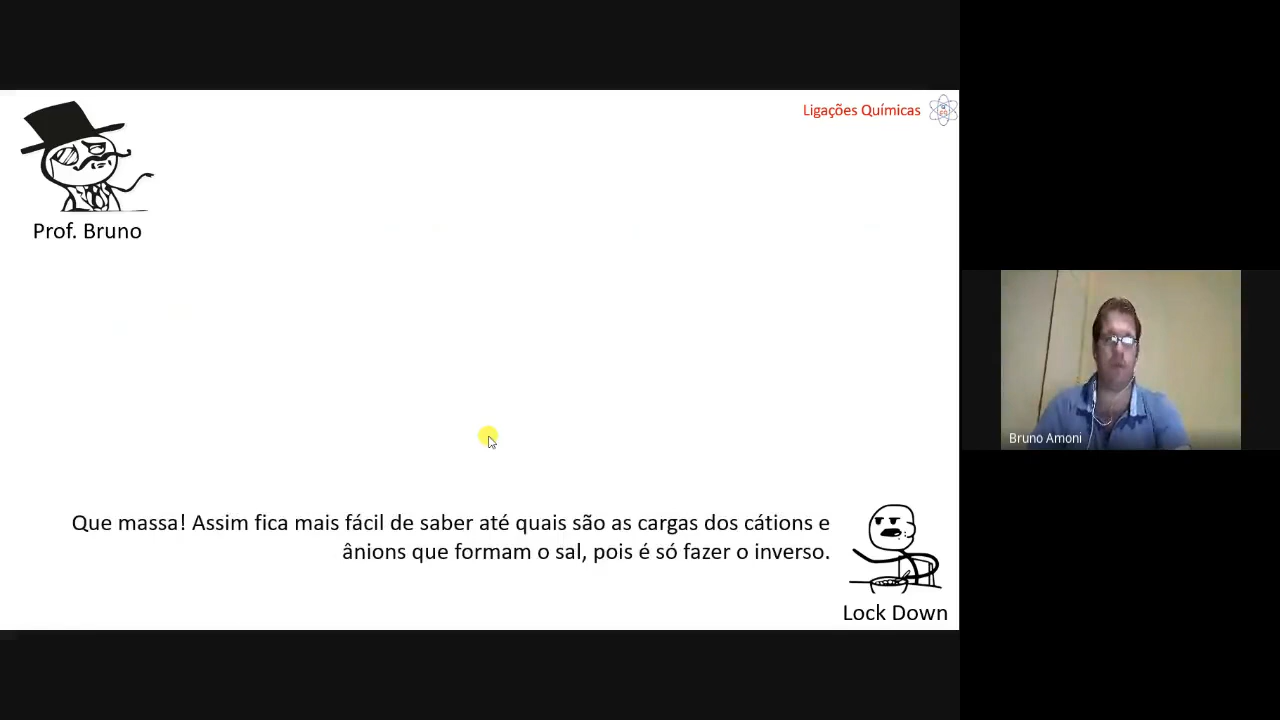 Ligações Químicas
Prof. Bruno
Bruno Amoni
Que massa! Assim fica mais fácil de saber até quais são as cargas dos cátions e
ânions que formam o sal, pois é só fazer o inverso.
Lock Down